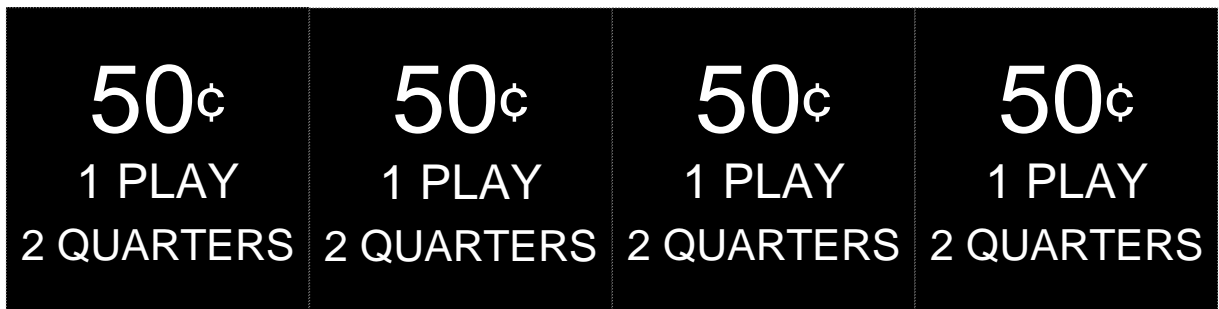 50¢ 50¢ 50¢ 50¢
1 PLAY 1 PLAY 1 PLAY 1 PLAY
2 QUARTERS 2 QUARTERS 2 QUARTERS 2 QUARTERS